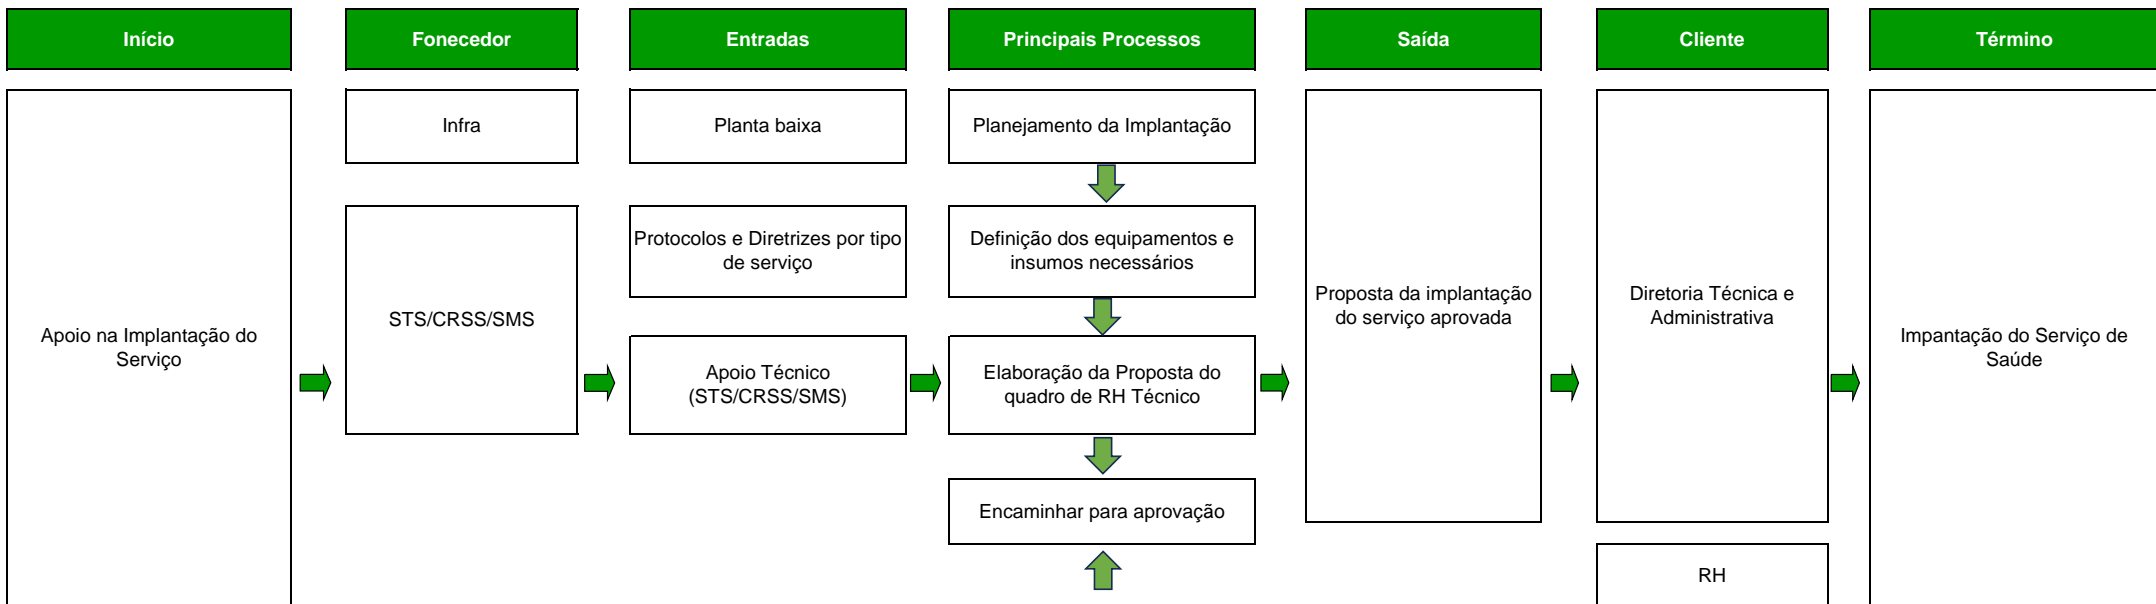 Início
Fonecedor
Entradas
Principais Processos
Saída
Cliente
Término
Infra
Planta baixa
Planejamento da Implantação
Protocolos e Diretrizes por tipo
de serviço
Definição dos equipamentos e
insumos necessários
Apoio na Implantação do
Serviço
STS/CRSS/SMS
Apoio Técnico
(STS/CRSS/SMS)
Elaboração da Proposta do
quadro de RH Técnico
Proposta da implantação
do serviço aprovada
Diretoria Técnica e
Administrativa
Impantação do Serviço de
Saúde
Encaminhar para aprovação
RH